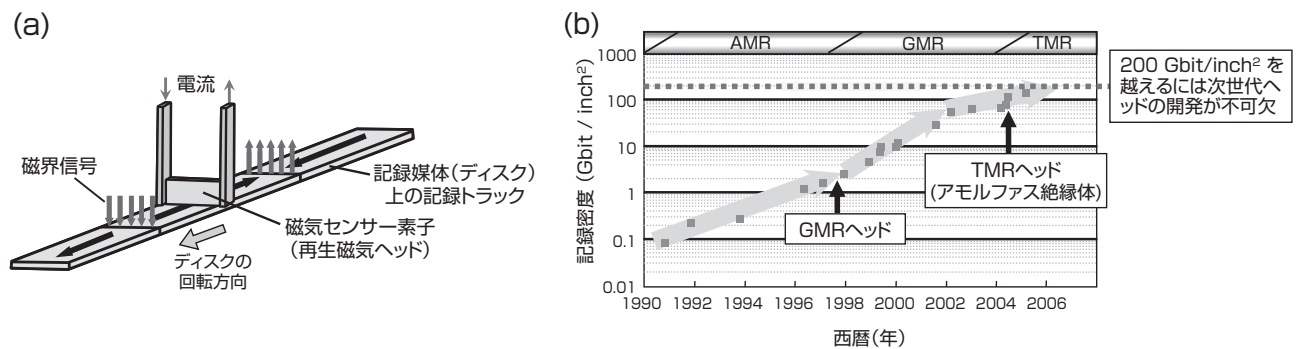 (a)
電流
磁界信号
記録媒体(ディスク)
上の記録トラック
磁気センサー素子
(再生磁気ヘッド)
ディスクの
回転方向
(b)
AMR
GMR
TMR
1000
100
10
1
0.1
0.01
記録密度 (Gbit / inch²)
200 Gbit/inch² を
越えるには次世代ヘ
ッドの開発が不可欠
TMRヘッド
(アモルファス絶縁体)
GMRヘッド
1990 1992 1994 1996 1998 2000 2002 2004 2006
西暦(年)